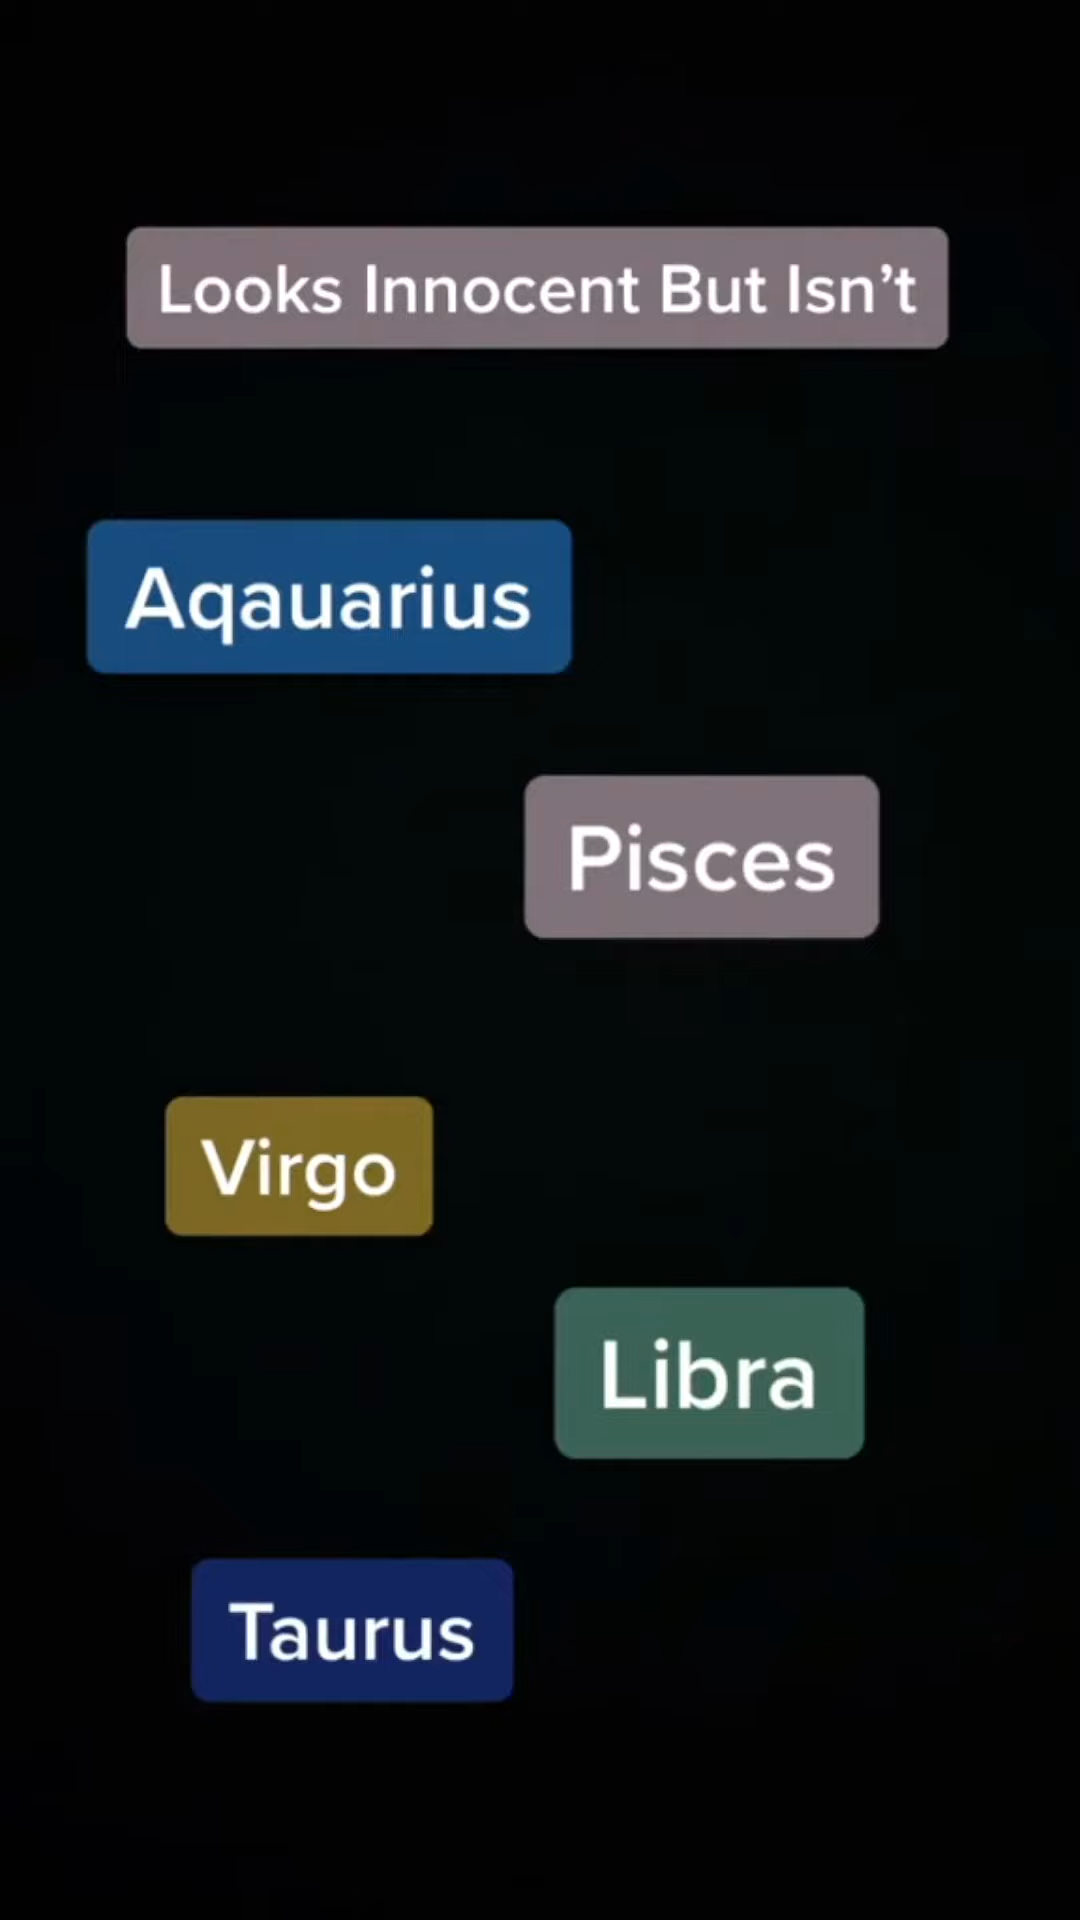 Looks Innocent But Isn’t
Aqauarius
Pisces
Virgo
Libra
Taurus